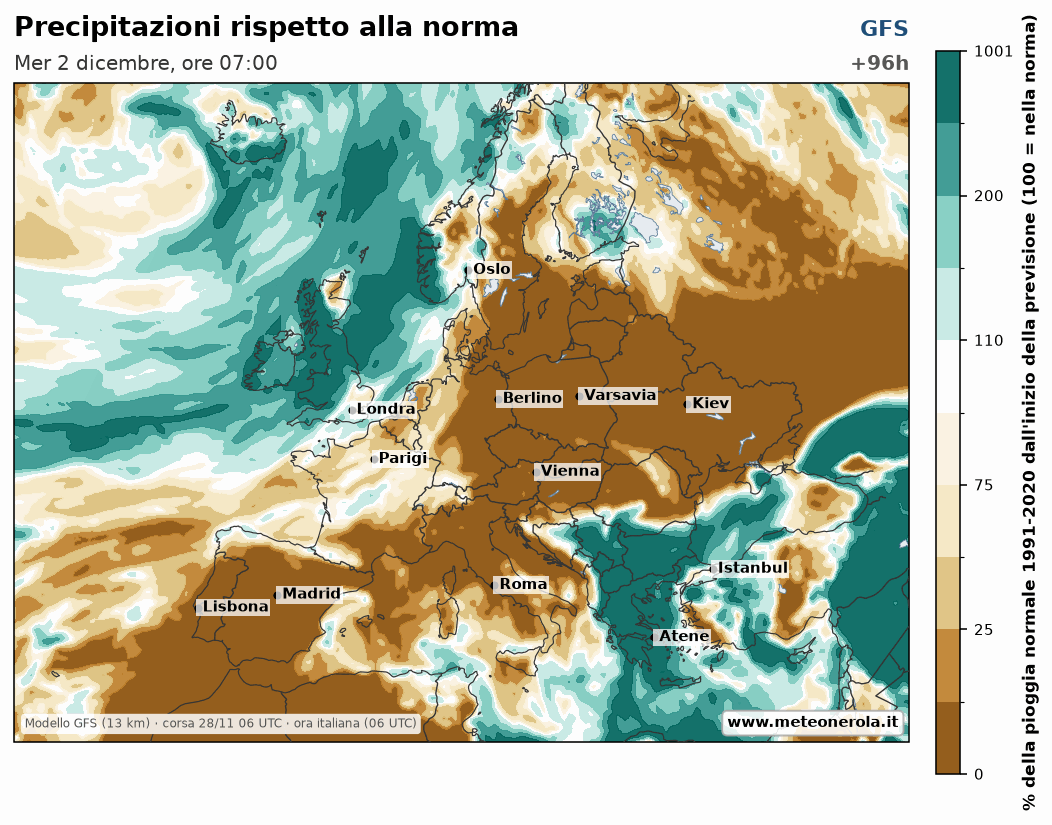 Precipitazioni rispetto alla norma
GFS
Mer 2 dicembre, ore 07:00
+96h
Oslo
Londra
Berlino
Varsavia
Kiev
Parigi
Vienna
Istanbul
Roma
Madrid
Lisbona
Atene
Modello GFS (13 km) · corsa 28/11 06 UTC · ora italiana (06 UTC)
www.meteonerola.it
1001
200
110
75
25
0
% della pioggia normale 1991-2020 dall'inizio della previsione (100 = nella norma)